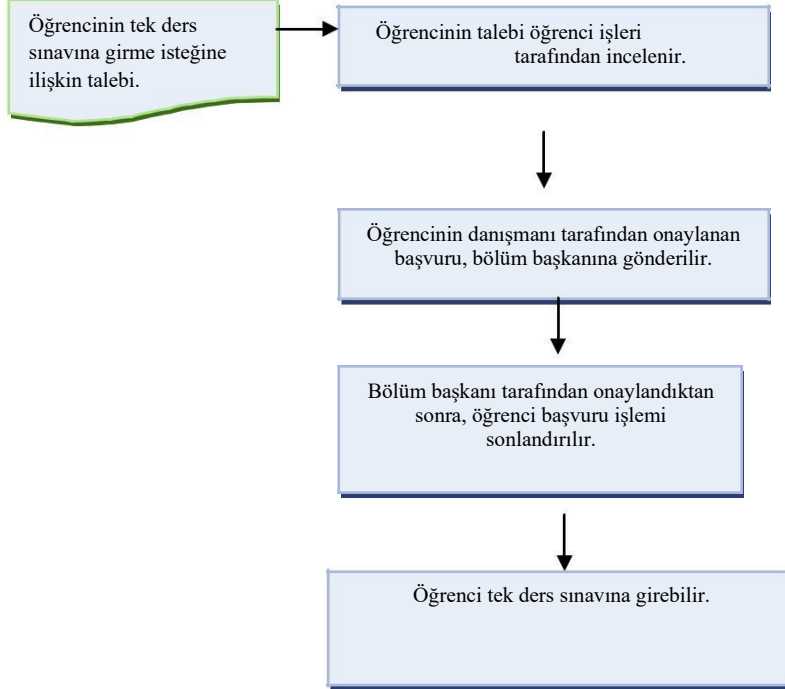 Öğrencinin tek ders
sınavına girme isteğine
ilişkin talebi.
Öğrencinin talebi öğrenci işleri
tarafından incelenir.
Öğrencinin danışmanı tarafından onaylanan
başvuru, bölüm başkanına gönderilir.
Bölüm başkanı tarafından onaylandıktan
sonra, öğrenci başvuru işlemi
sonlandırılır.
Öğrenci tek ders sınavına girebilir.